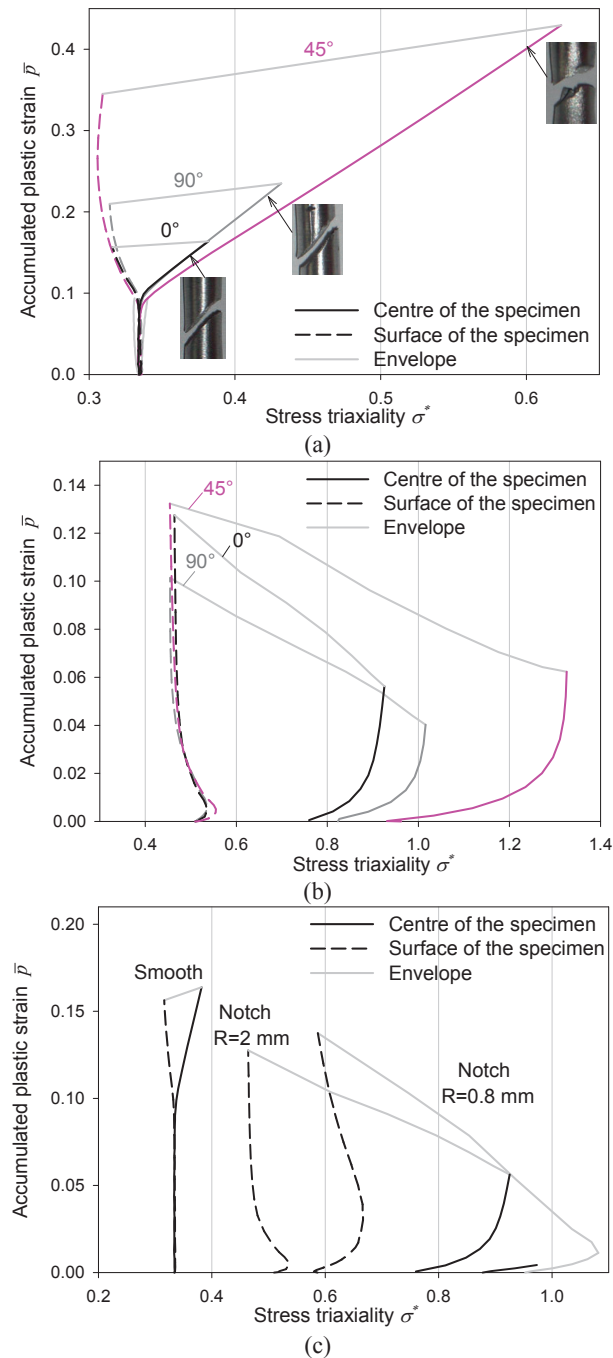 Accumulated plastic strain p̅
0.4
0.3
0.2
0.1
0.0
45°
90°
0°
Centre of the specimen
Surface of the specimen
Envelope
0.3 0.4 0.5 0.6
Stress triaxiality σ*
(a)
Accumulated plastic strain p̅
0.14
0.12
0.10
0.08
0.06
0.04
0.02
0.00
45°
0°
90°
Centre of the specimen
Surface of the specimen
Envelope
0.4 0.6 0.8 1.0 1.2 1.4
Stress triaxiality σ*
(b)
Accumulated plastic strain p̅
0.20
0.15
0.10
0.05
0.00
Centre of the specimen
Surface of the specimen
Envelope
Smooth
Notch
R=2 mm
Notch
R=0.8 mm
0.2 0.4 0.6 0.8 1.0
Stress triaxiality σ*
(c)